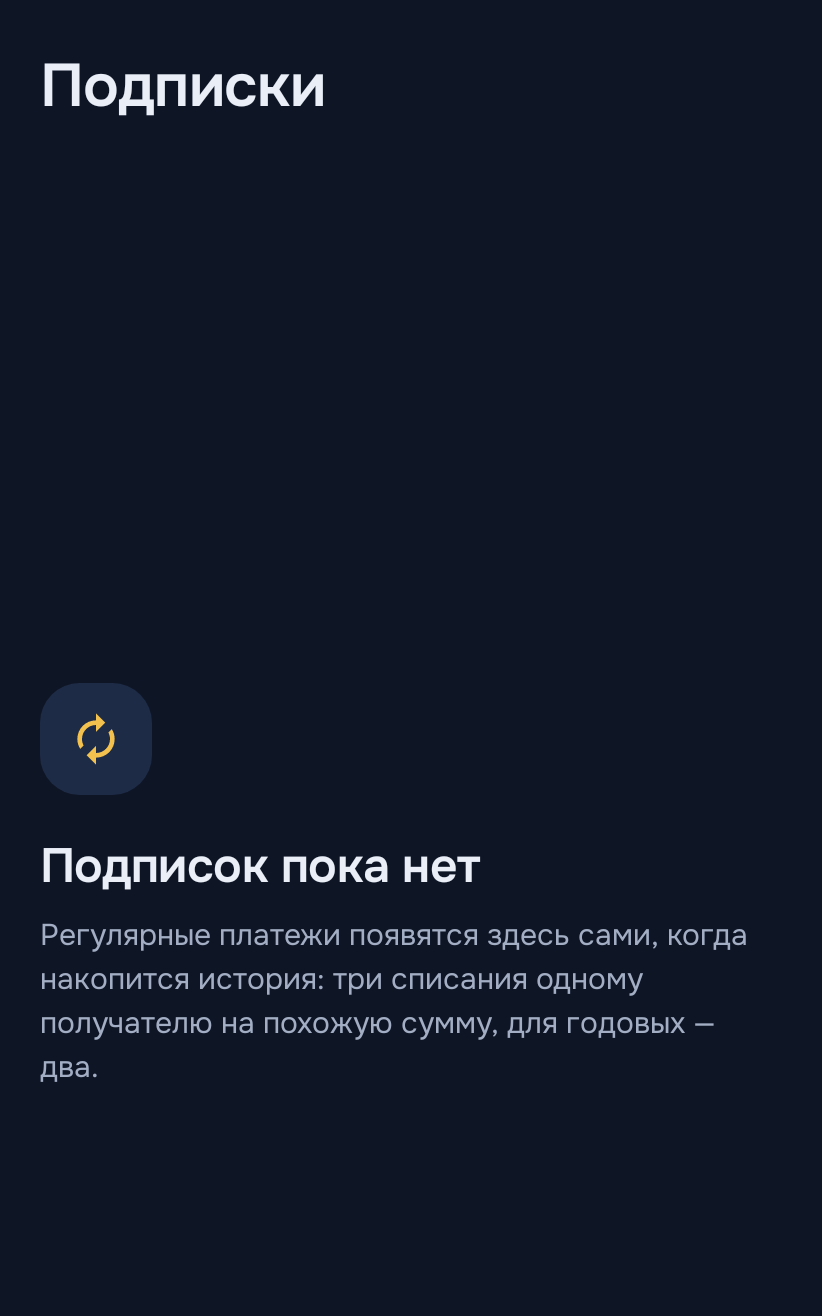 Подписки
Подписок пока нет
Регулярные платежи появятся здесь сами, когда
накопится история: три списания одному
получателю на похожую сумму, для годовых —
два.